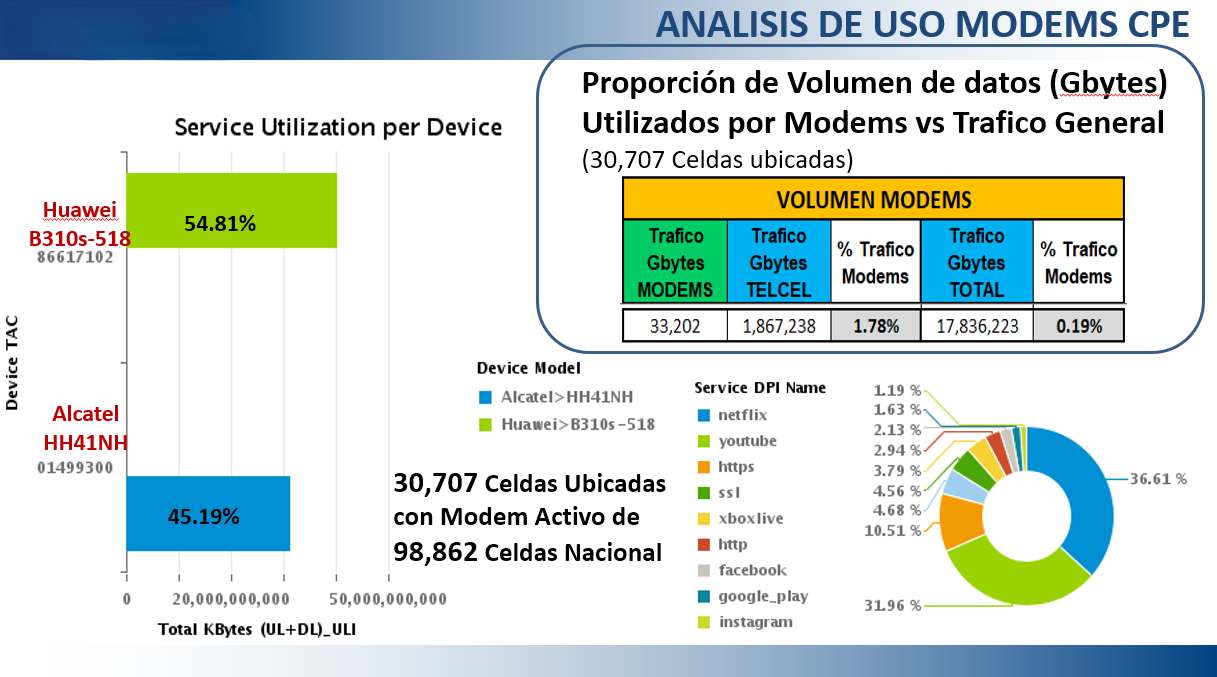 ANALISIS DE USO MODEMS CPE
Proporción de Volumen de datos (Gbytes)
Utilizados por Modems vs Trafico General
(30,707 Celdas ubicadas)
VOLUMEN MODEMS
Trafico Gbytes MODEMS
Trafico Gbytes TELCEL
% Trafico Modems
Trafico Gbytes TOTAL
% Trafico Modems
33,202 1,867,238 1.78% 17,836,223 0.19%
Service Utilization per Device
Device TAC
Huawei
B310s-518
86617102
54.81%
Alcatel
HH41NH
01499300
45.19%
0 20,000,000,000 50,000,000,000
Total KBytes (UL+DL)_ULI
Device Model
Alcatel>HH41NH
Huawei>B310s-518
30,707 Celdas Ubicadas
con Modem Activo de
98,862 Celdas Nacional
Service DPI Name
netflix
youtube
https
ssl
xboxlive
http
facebook
google_play
instagram
1.19 %
1.63 %
2.13 %
2.94 %
3.79 %
4.56 %
4.68 %
10.51 %
31.96 %
36.61 %